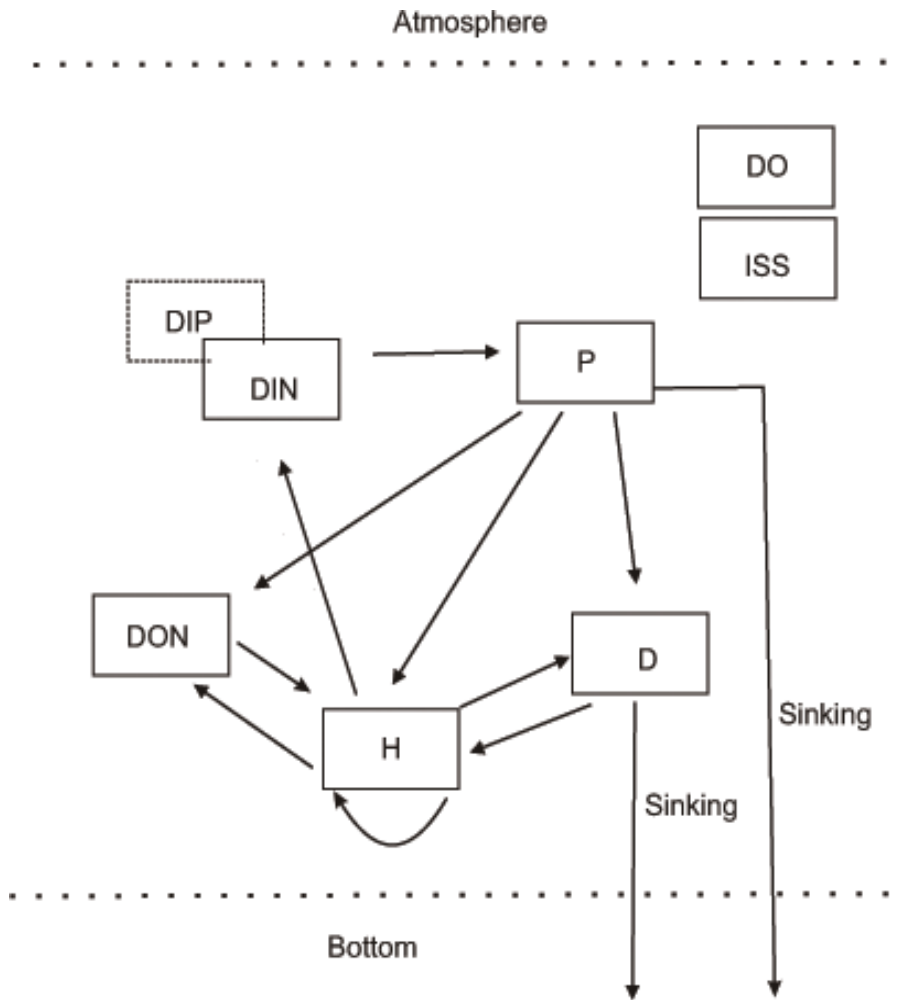 Atmosphere
DO
ISS
DIP
DIN
P
DON
D
H
Sinking
Sinking
Bottom